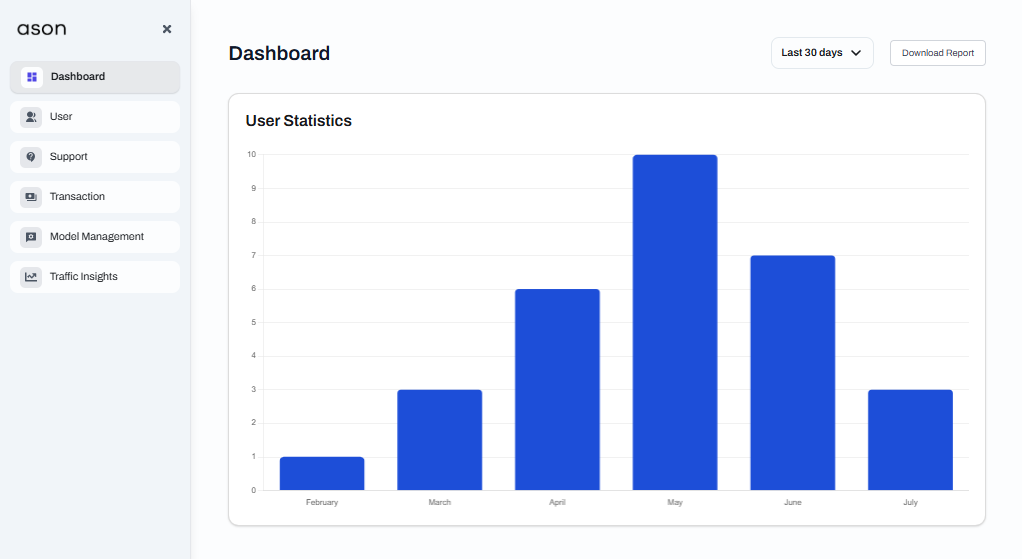 ason
Dashboard
User
Support
Transaction
Model Management
Traffic Insights
Dashboard
Last 30 days
Download Report
User Statistics
10
9
8
7
6
5
4
3
2
1
0
February March April May June July